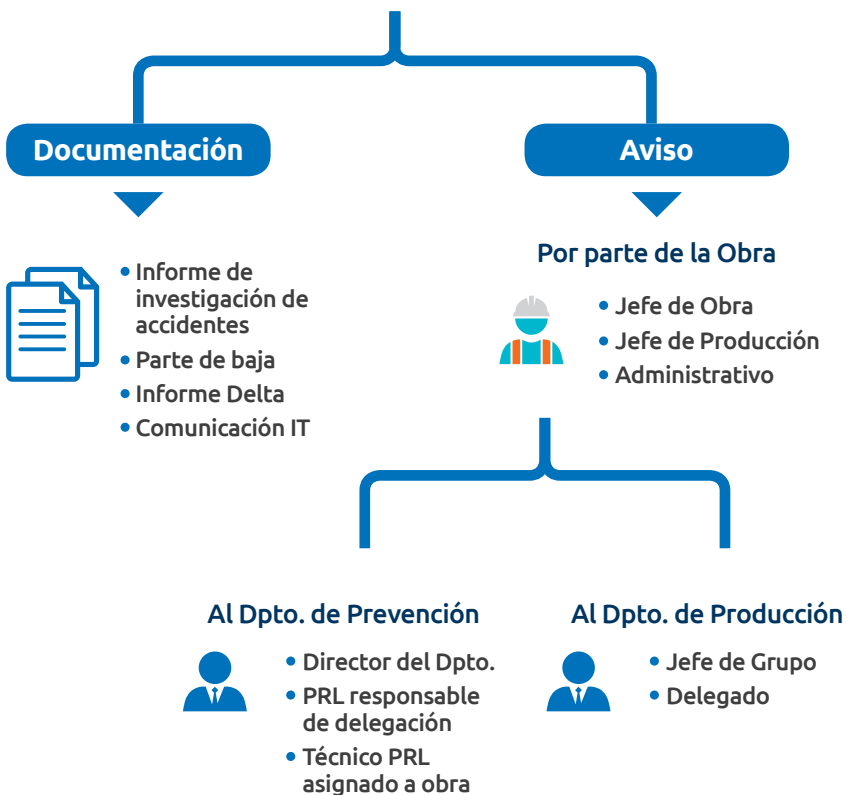 Documentación
Aviso
Informe de
investigación de
accidentes
Parte de baja
Informe Delta
Comunicación IT
Por parte de la Obra
Jefe de Obra
Jefe de Producción
Administrativo
Al Dpto. de Prevención
Director del Dpto.
PRL responsable
de delegación
Técnico PRL
asignado a obra
Al Dpto. de Producción
Jefe de Grupo
Delegado